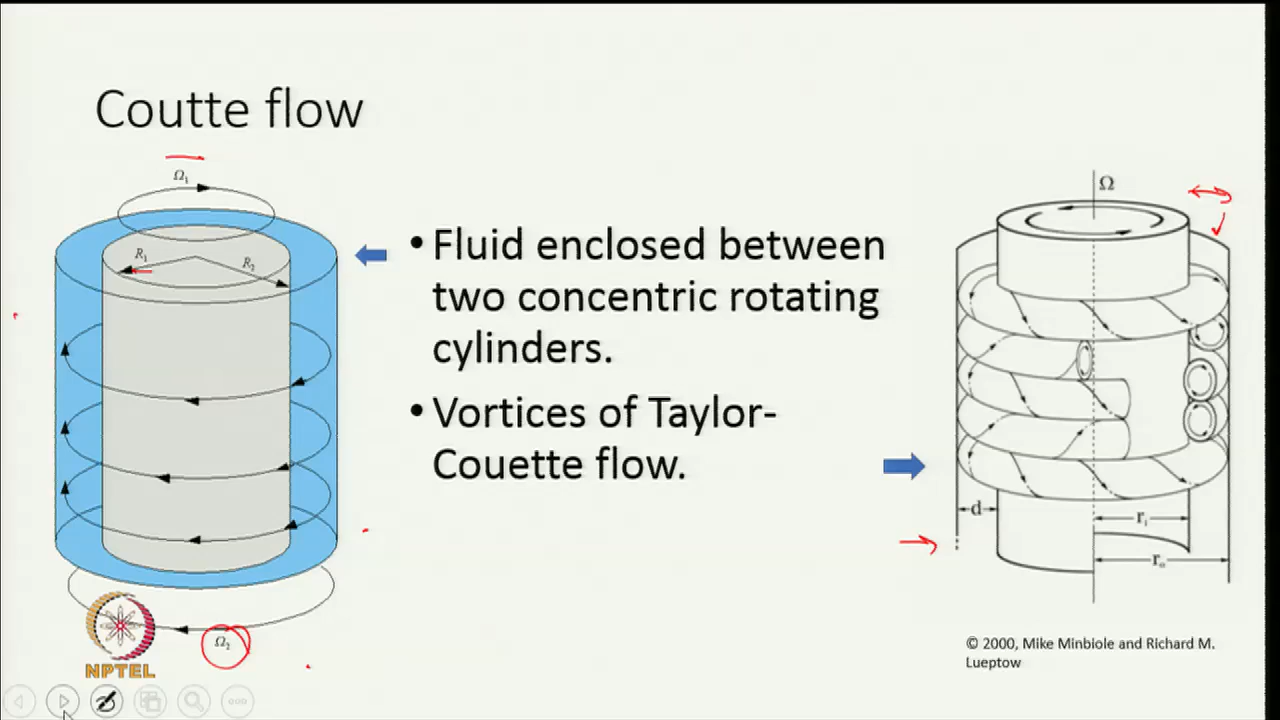 Coutte flow
Ω₁
R₁
R₂
Ω₂
NPTEL
• Fluid enclosed between
two concentric rotating
cylinders.
• Vortices of Taylor-
Couette flow.
Ω
d
rᵢ
rₒ
© 2000, Mike Minbiole and Richard M.
Lueptow